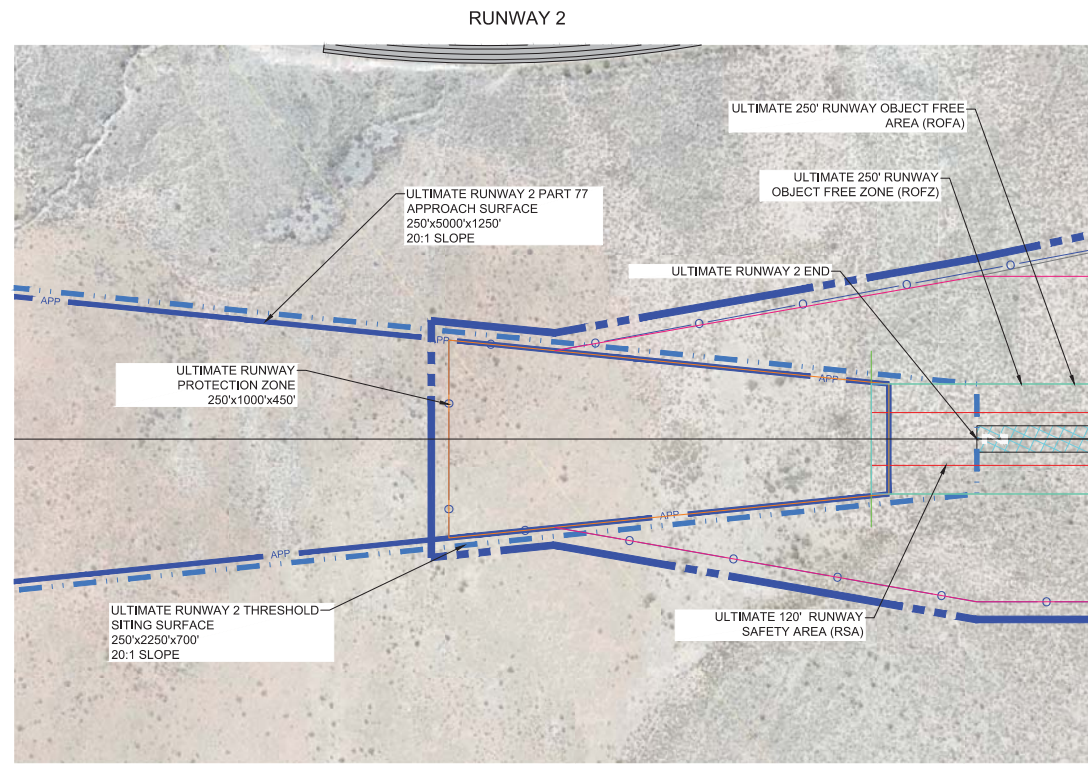 RUNWAY 2
ULTIMATE 250' RUNWAY OBJECT FREE
AREA (ROFA)
ULTIMATE 250' RUNWAY
OBJECT FREE ZONE (ROFZ)
ULTIMATE RUNWAY 2 PART 77
APPROACH SURFACE
250'x5000'x1250'
20:1 SLOPE
ULTIMATE RUNWAY 2 END
APP
APP
ULTIMATE RUNWAY
PROTECTION ZONE
250'x1000'x450'
APP
2
APP
APP
ULTIMATE RUNWAY 2 THRESHOLD
SITING SURFACE
250'x2250'x700'
20:1 SLOPE
ULTIMATE 120' RUNWAY
SAFETY AREA (RSA)